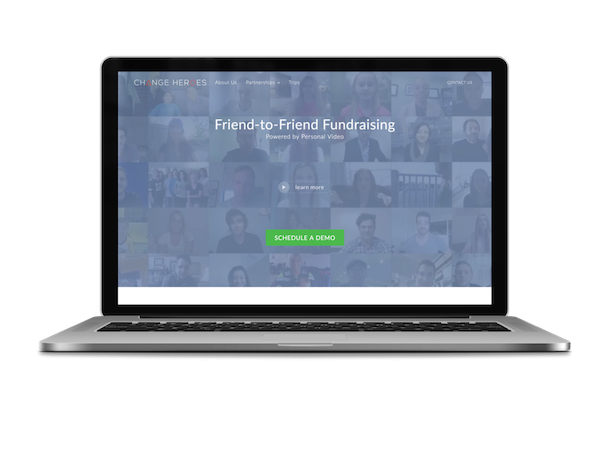 CHANGE HEROES About Us Partnerships Trips CONTACT US
Friend-to-Friend Fundraising
Powered by Personal Video
learn more
SCHEDULE A DEMO